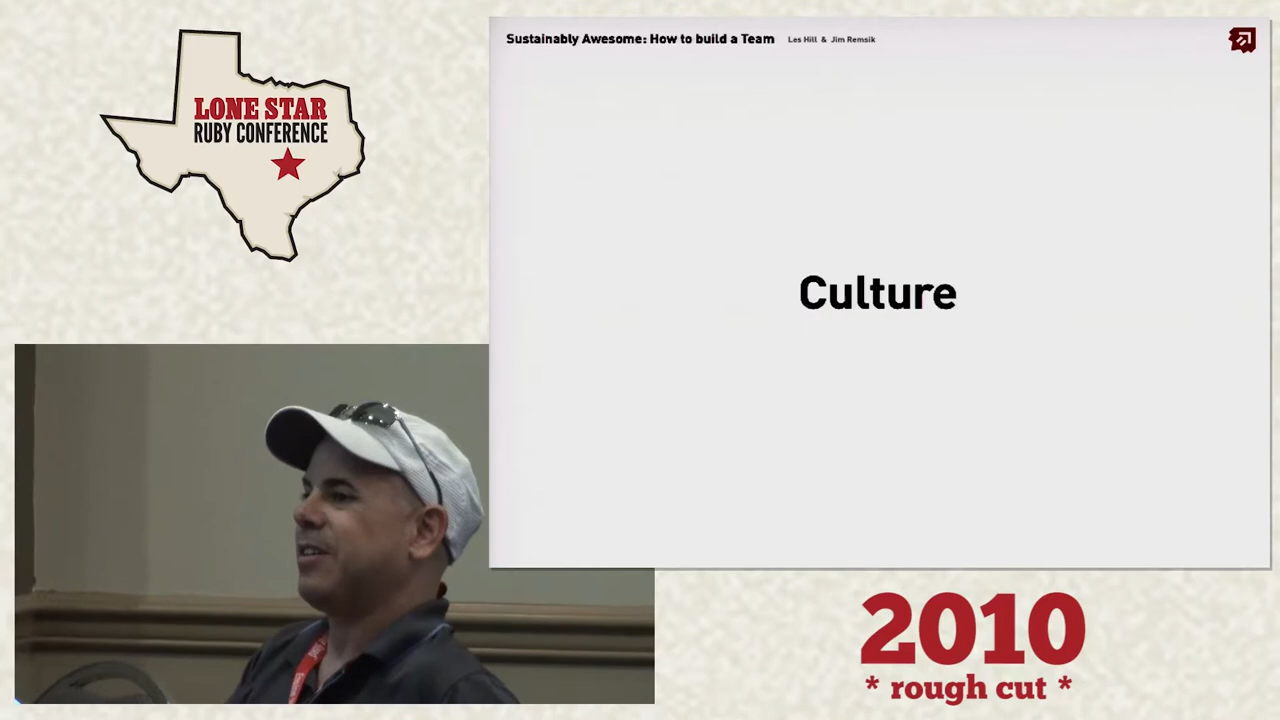 LONE STAR
RUBY CONFERENCE
Sustainably Awesome: How to build a Team Les Hill & Jim Remsik
Culture
2010
* rough cut *